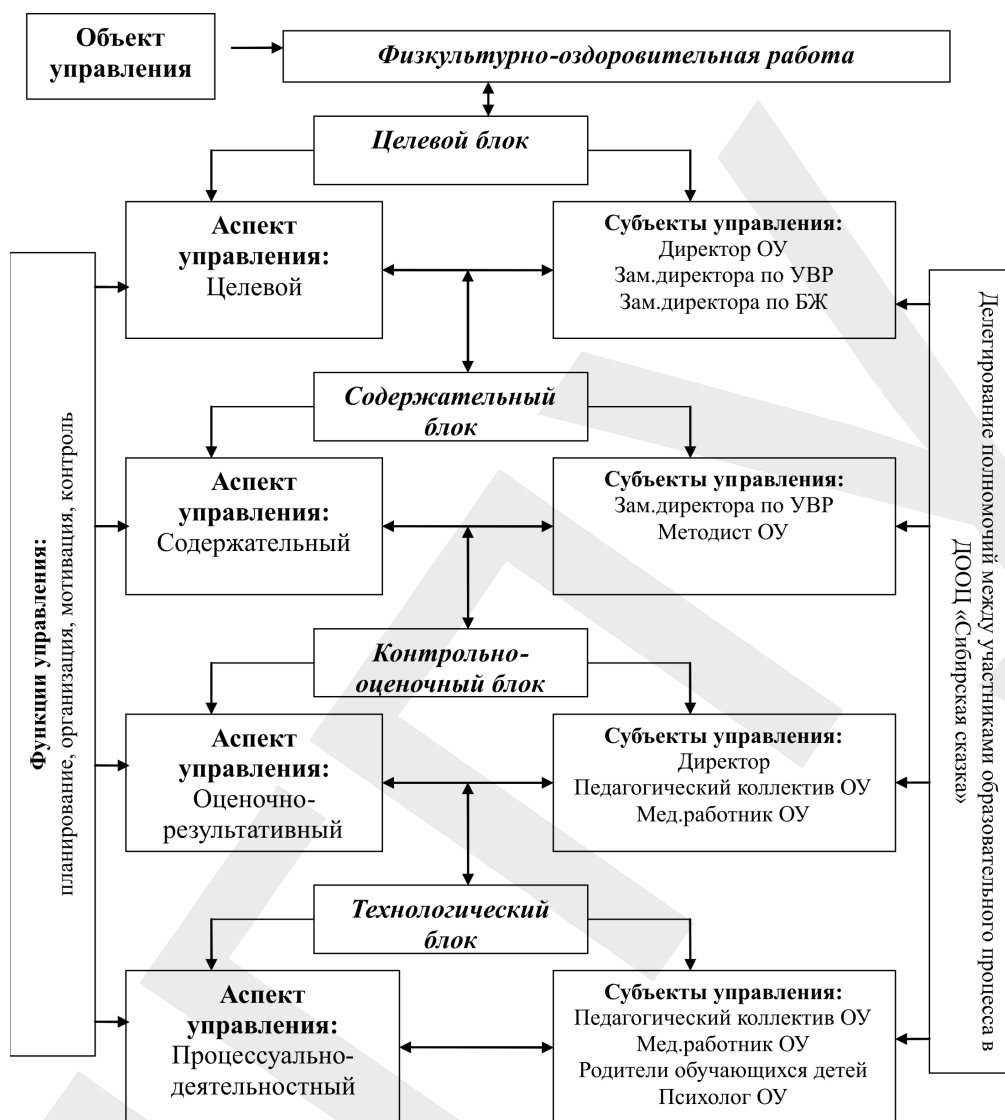 Объект
управления
Физкультурно-оздоровительная работа
Целевой блок
Аспект
управления:
Целевой
Субъекты управления:
Директор ОУ
Зам.директора по УВР
Зам.директора по БЖ
Содержательный
блок
Аспект
управления:
Содержательный
Субъекты управления:
Зам.директора по УВР
Методист ОУ
Контрольно-
оценочный блок
Аспект
управления:
Оценочно-
результативный
Субъекты управления:
Директор
Педагогический коллектив ОУ
Мед.работник ОУ
Технологический
блок
Аспект
управления:
Процессуально-
деятельностный
Субъекты управления:
Педагогический коллектив ОУ
Мед.работник ОУ
Родители обучающихся детей
Психолог ОУ
Функции управления:
планирование, организация, мотивация, контроль
Делегирование полномочий между участниками образовательного процесса в
ДООЦ «Сибирская сказка»